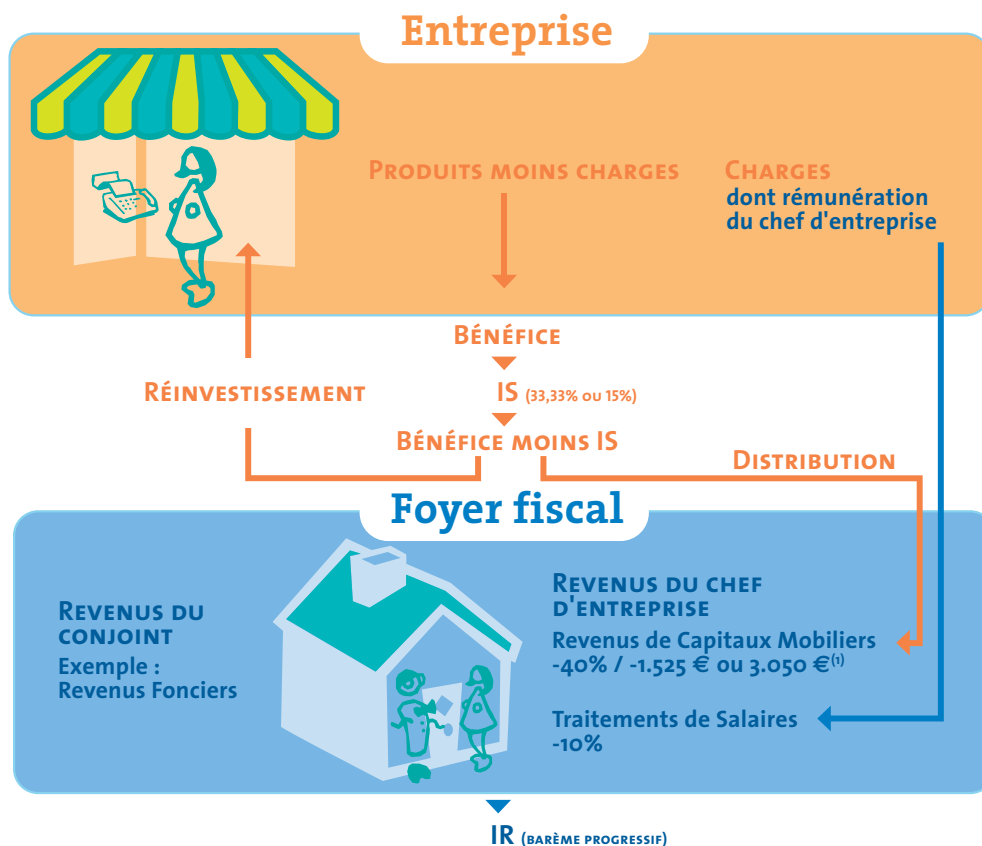 Entreprise
PRODUITS MOINS CHARGES
CHARGES
dont rémunération
du chef d'entreprise
BÉNÉFICE
RÉINVESTISSEMENT
IS (33,33% OU 15%)
BÉNÉFICE MOINS IS
DISTRIBUTION
Foyer fiscal
REVENUS DU
CONJOINT
Exemple :
Revenus Fonciers
REVENUS DU CHEF
D'ENTREPRISE
Revenus de Capitaux Mobiliers
-40% / -1.525 € ou 3.050 €(1)
Traitements de Salaires
-10%
IR (BARÈME PROGRESSIF)